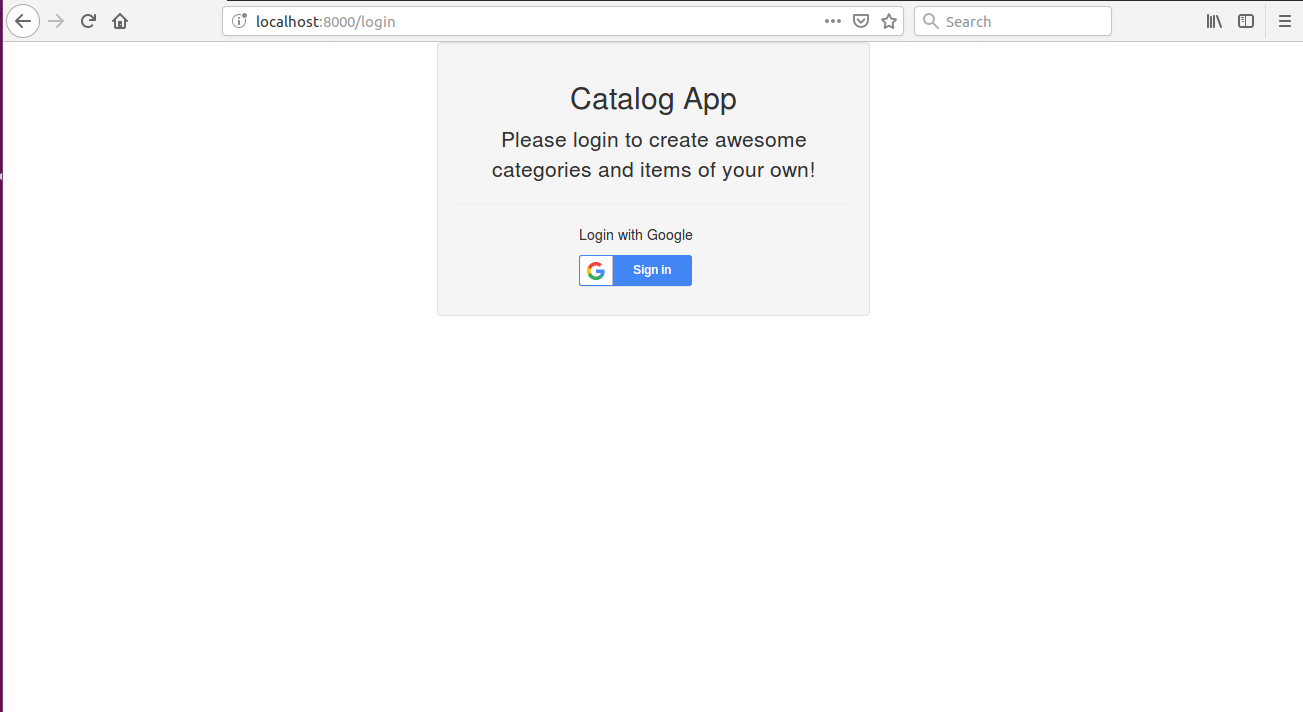 localhost:8000/login
Search
Catalog App
Please login to create awesome
categories and items of your own!
Login with Google
Sign in